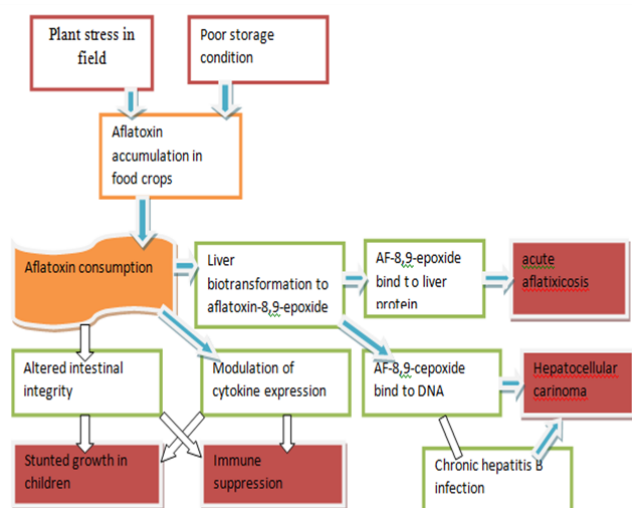 Plant stress in
field
Poor storage
condition
Aflatoxin
accumulation in
food crops
Aflatoxin consumption
Liver
biotransformation to
aflatoxin-8,9-epoxide
AF-8,9-epoxide
bind to liver
protein
acute
aflatixicosis
Altered intestinal
integrity
Modulation of
cytokine expression
AF-8,9-cepoxide
bind to DNA
Hepatocellular
carinoma
Stunted growth in
children
Immune
suppression
Chronic hepatitis B
infection